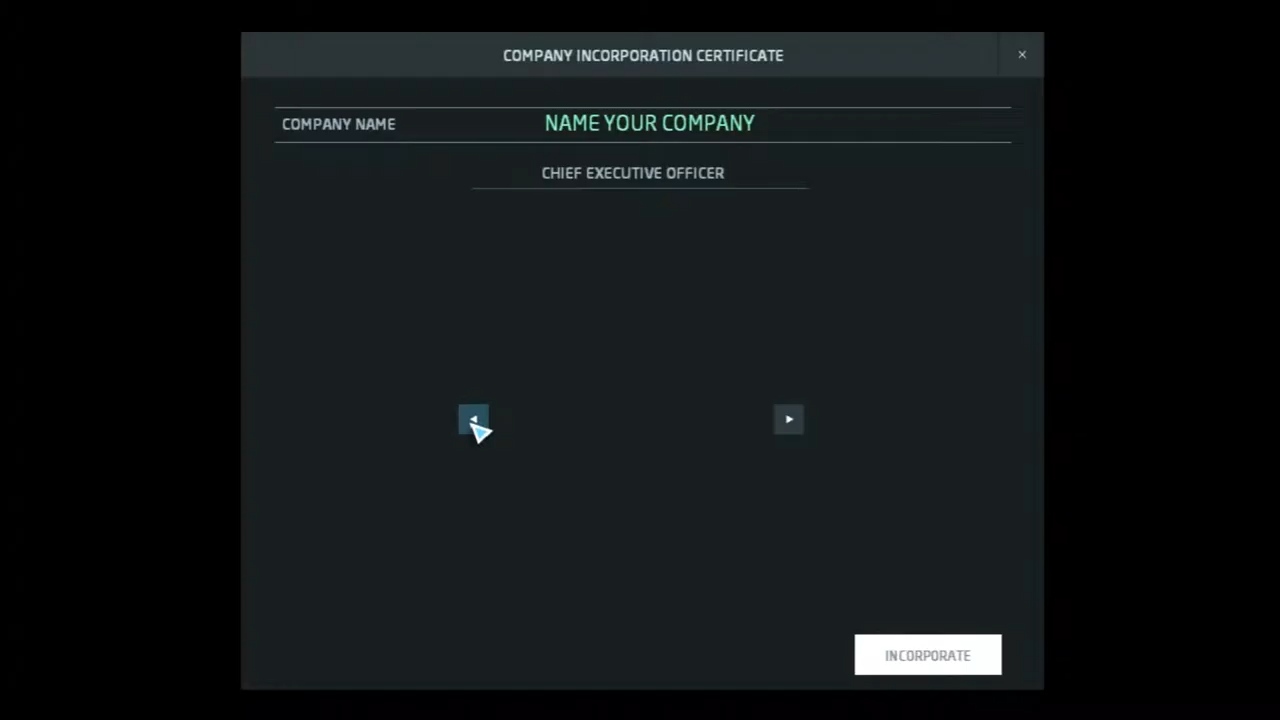 COMPANY INCORPORATION CERTIFICATE
COMPANY NAME NAME YOUR COMPANY
CHIEF EXECUTIVE OFFICER
INCORPORATE